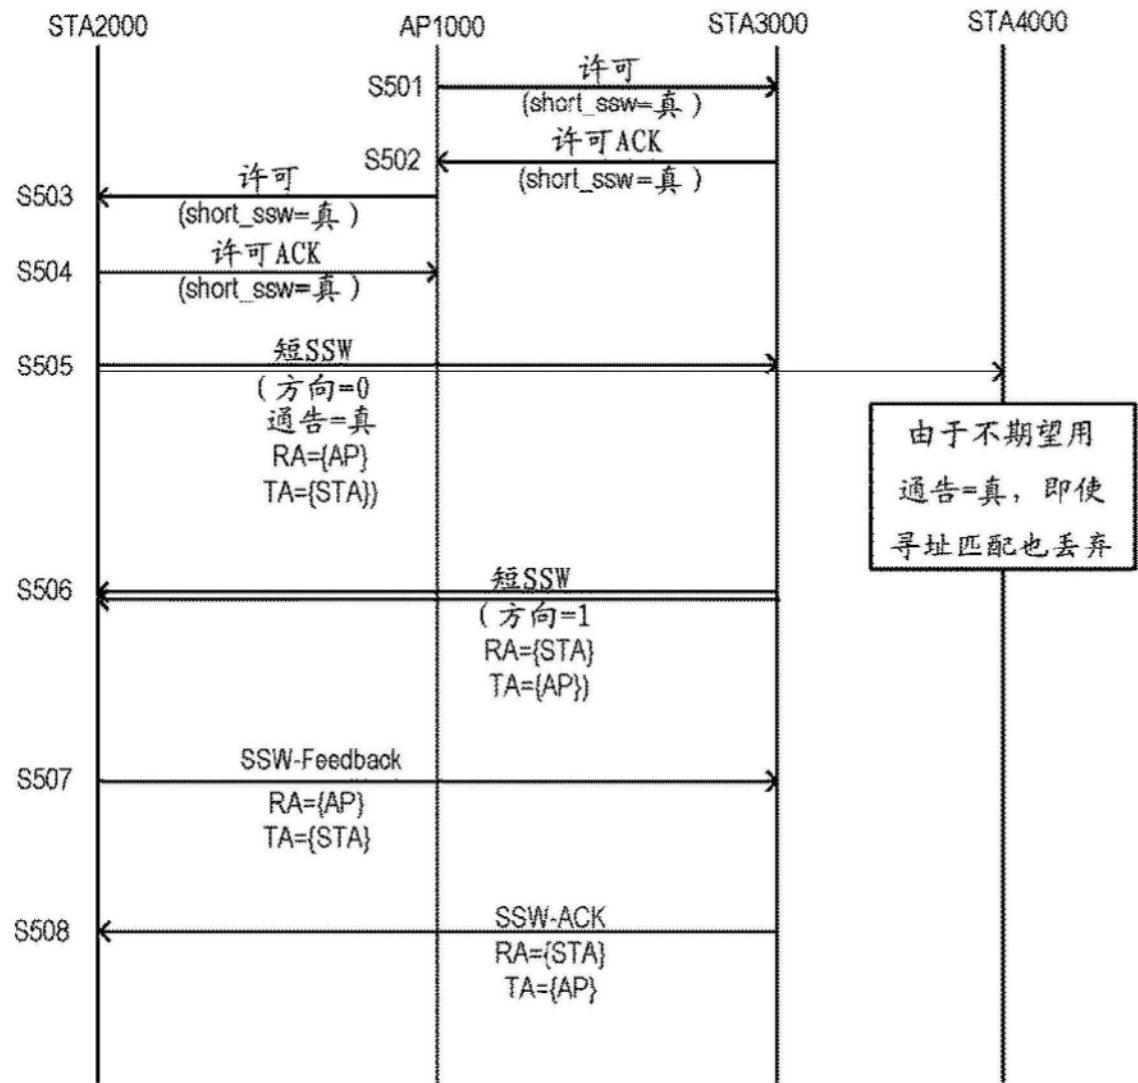 STA2000 AP1000 STA3000 STA4000
S501 许可
(short_ssw=真 )
S502 许可ACK
(short_ssw=真 )
S503 许可
(short_ssw=真 )
S504 许可ACK
(short_ssw=真 )
S505 短SSW
(方向=0
通告=真
RA={AP}
TA={STA})
由于不期望用
通告=真, 即使
寻址匹配也丢弃
S506 短SSW
(方向=1
RA={STA}
TA={AP})
S507 SSW-Feedback
RA={AP}
TA={STA}
S508 SSW-ACK
RA={STA}
TA={AP}